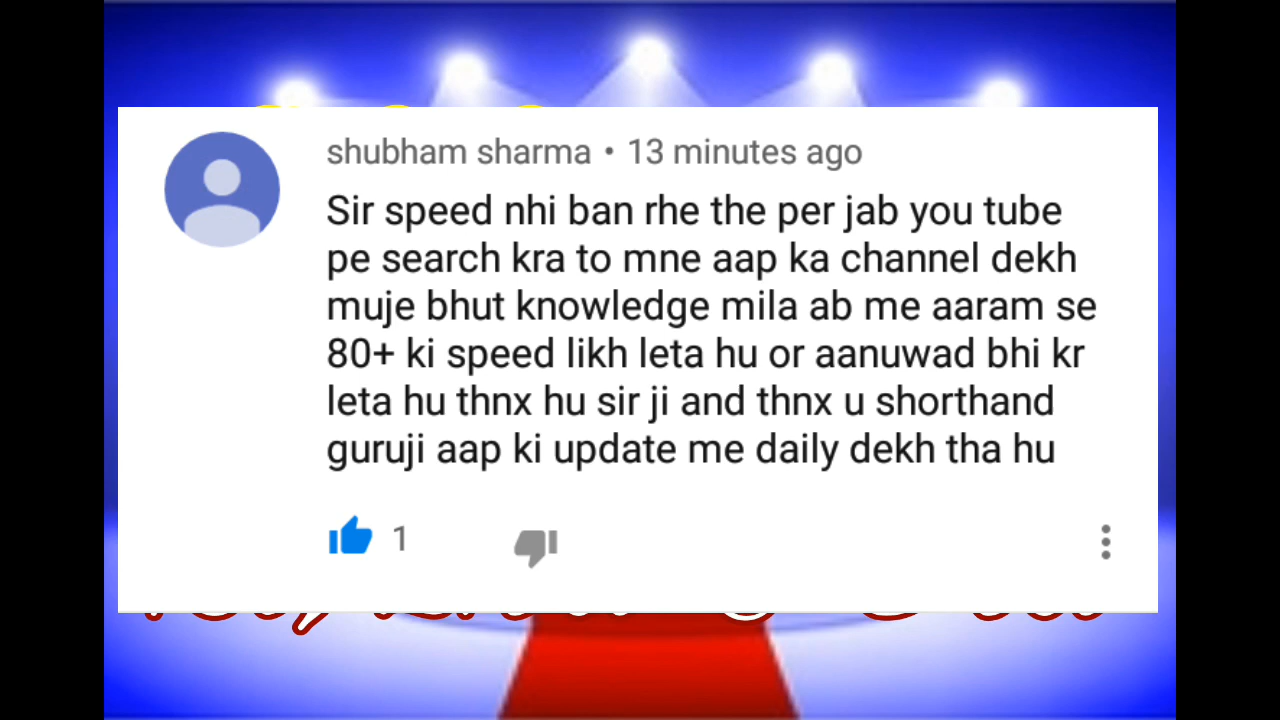 shubham sharma • 13 minutes ago
Sir speed nhi ban rhe the per jab you tube
pe search kra to mne aap ka channel dekh
muje bhut knowledge mila ab me aaram se
80+ ki speed likh leta hu or aanuwad bhi kr
leta hu thnx hu sir ji and thnx u shorthand
guruji aap ki update me daily dekh tha hu
1